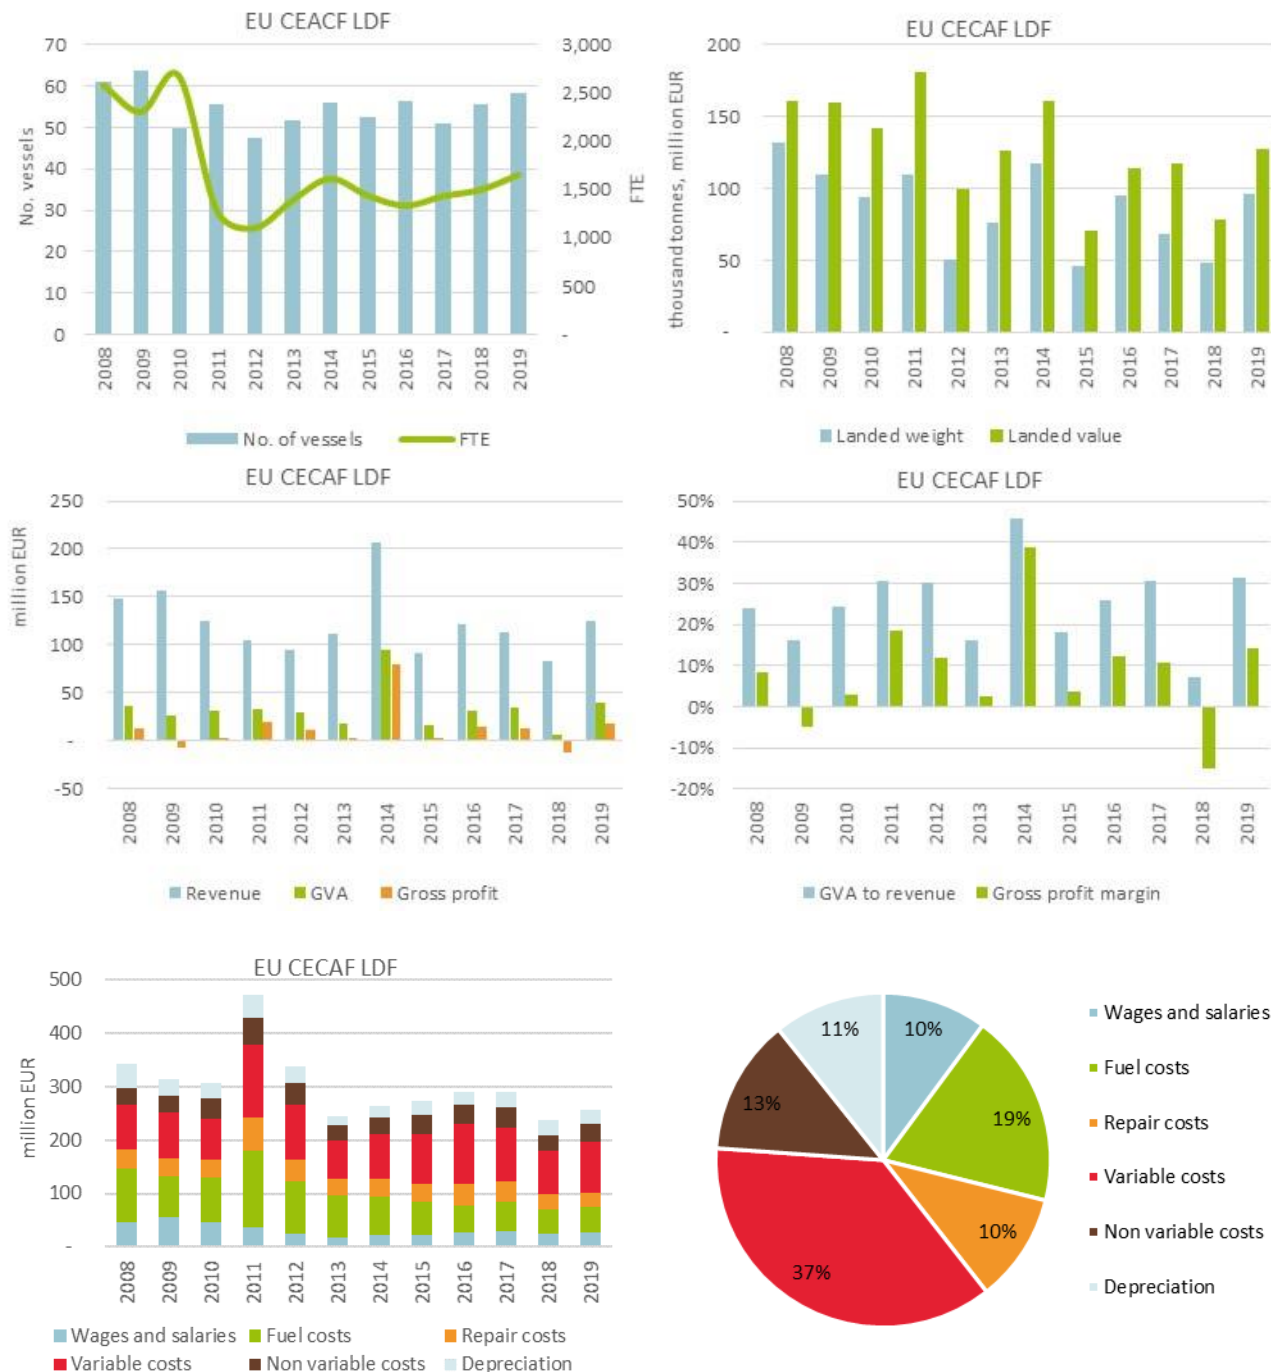 EU CEACF LDF
70
60
50
40
30
20
10
0
No. vessels
3,000
2,500
2,000
1,500
1,000
500
-
FTE
2008 2009 2010 2011 2012 2013 2014 2015 2016 2017 2018 2019
No. of vessels FTE
EU CECAF LDF
200
150
100
50
-
thousand tonnes, million EUR
2008 2009 2010 2011 2012 2013 2014 2015 2016 2017 2018 2019
Landed weight Landed value
EU CECAF LDF
250
200
150
100
50
-
-50
million EUR
2008 2009 2010 2011 2012 2013 2014 2015 2016 2017 2018 2019
Revenue GVA Gross profit
EU CECAF LDF
50%
40%
30%
20%
10%
0%
-10%
-20%
2008 2009 2010 2011 2012 2013 2014 2015 2016 2017 2018 2019
GVA to revenue Gross profit margin
EU CECAF LDF
500
400
300
200
100
-
million EUR
2008 2009 2010 2011 2012 2013 2014 2015 2016 2017 2018 2019
Wages and salaries Fuel costs Repair costs
Variable costs Non variable costs Depreciation
11%
10%
13%
19%
10%
37%
Wages and salaries
Fuel costs
Repair costs
Variable costs
Non variable costs
Depreciation